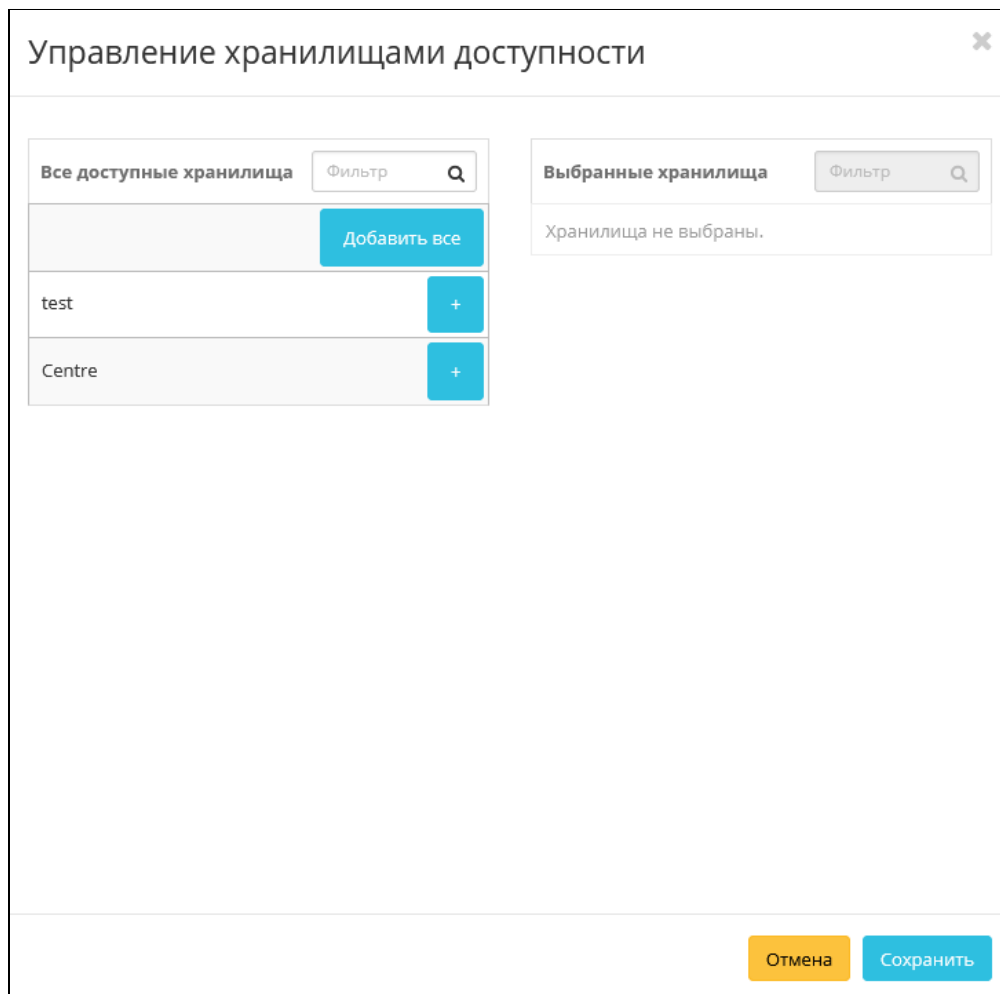 Управление хранилищами доступности
Все доступные хранилища Фильтр
Добавить все
test +
Centre +
Выбранные хранилища Фильтр
Хранилища не выбраны.
Отмена Сохранить